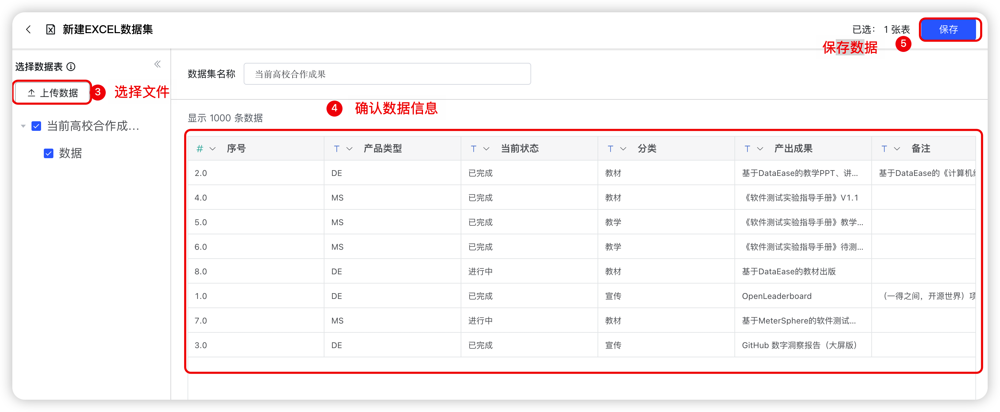 新建EXCEL数据集
已选： 1 张表
保存
保存数据 5
选择数据表
上传数据
3 选择文件
当前高校合作成...
数据
数据集名称 当前高校合作成果
4 确认数据信息
显示 1000 条数据
# 序号 T 产品类型 T 当前状态 T 分类 T 产出成果 T 备注
2.0 DE 已完成 教材 基于DataEase的教学PPT、讲... 基于DataEase的《计算机
4.0 MS 已完成 教材 《软件测试实验指导手册》V1.1
5.0 MS 已完成 教学 《软件测试实验指导手册》教学...
6.0 MS 已完成 教学 《软件测试实验指导手册》待测...
8.0 DE 进行中 教材 基于DataEase的教材出版
1.0 DE 已完成 宣传 OpenLeaderboard （一得之间，开源世界）项
7.0 MS 进行中 教材 基于MeterSphere的软件测试...
3.0 DE 已完成 宣传 GitHub 数字洞察报告（大屏版）